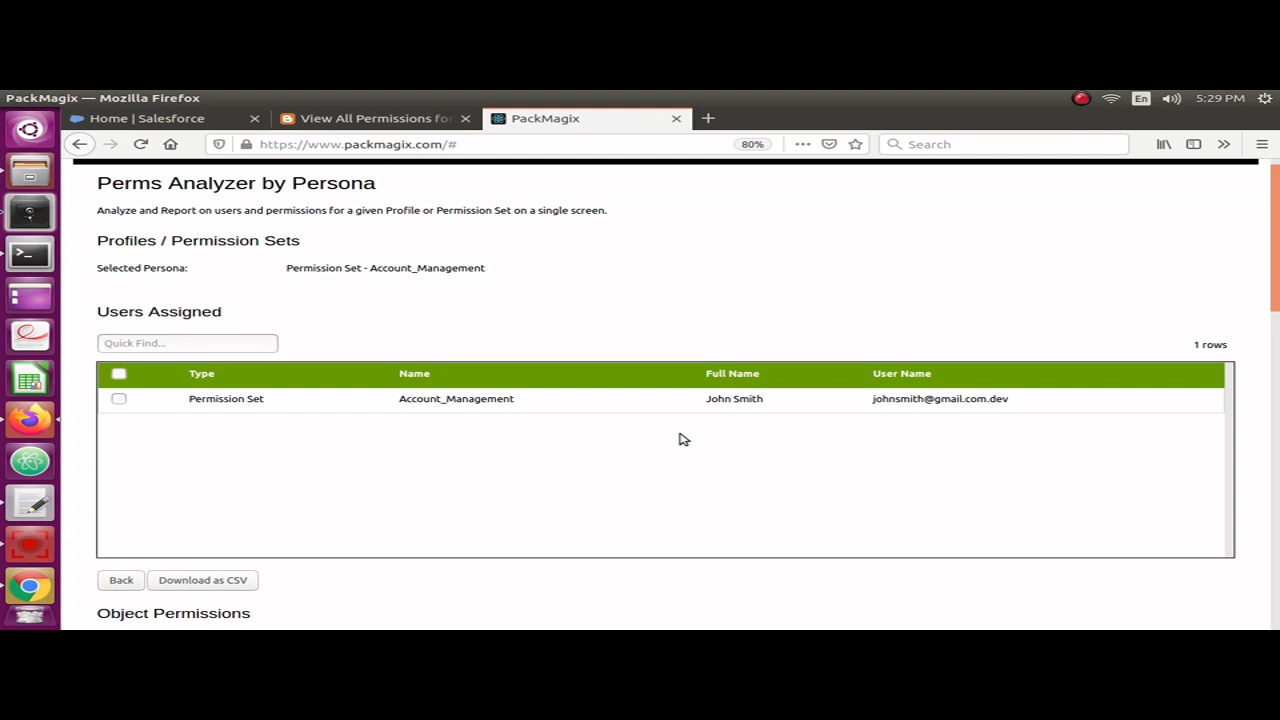 PackMagix — Mozilla Firefox
En
5:29 PM
Home | Salesforce
View All Permissions for
PackMagix
https://www.packmagix.com/#
80%
Search
Perms Analyzer by Persona
Analyze and Report on users and permissions for a given Profile or Permission Set on a single screen.
Profiles / Permission Sets
Selected Persona: Permission Set - Account_Management
Users Assigned
Quick Find...
1 rows
Type Name Full Name User Name
Permission Set Account_Management John Smith johnsmith@gmail.com.dev
Back Download as CSV
Object Permissions